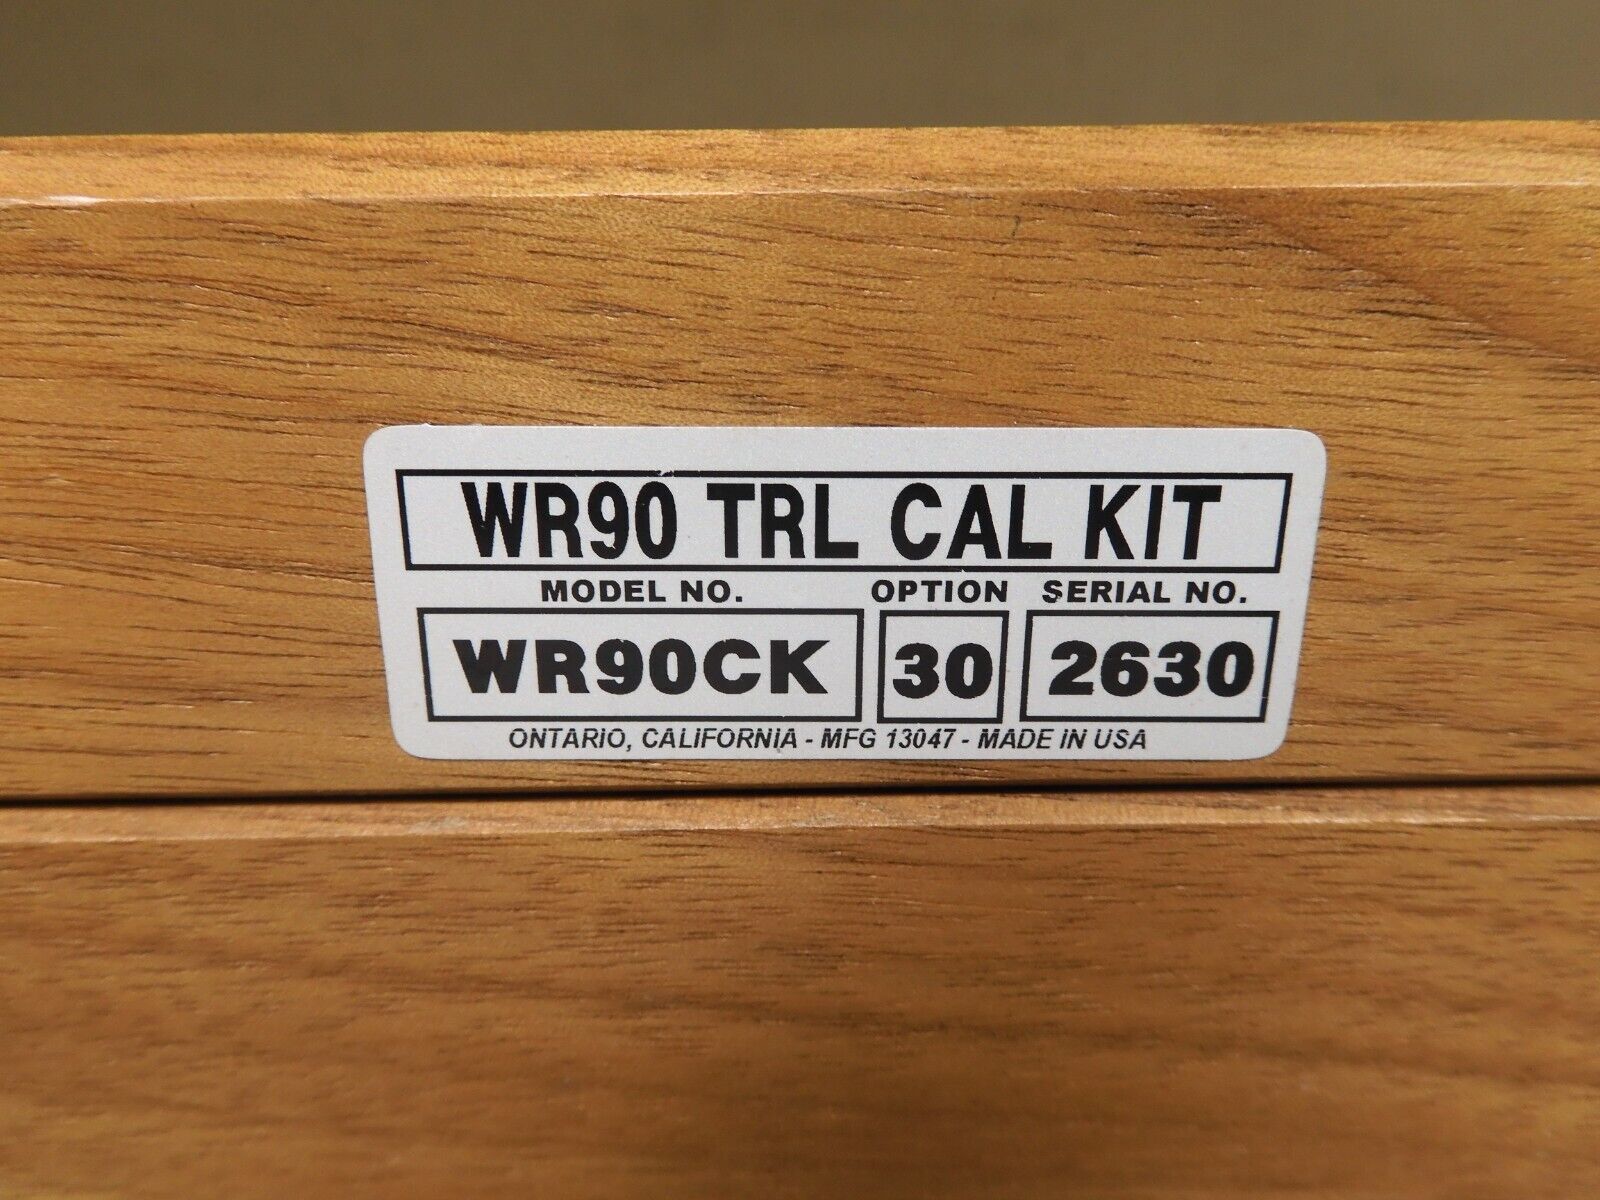 WR90 TRL CAL KIT
MODEL NO. OPTION SERIAL NO.
WR90CK 30 2630
ONTARIO, CALIFORNIA - MFG 13047 - MADE IN USA